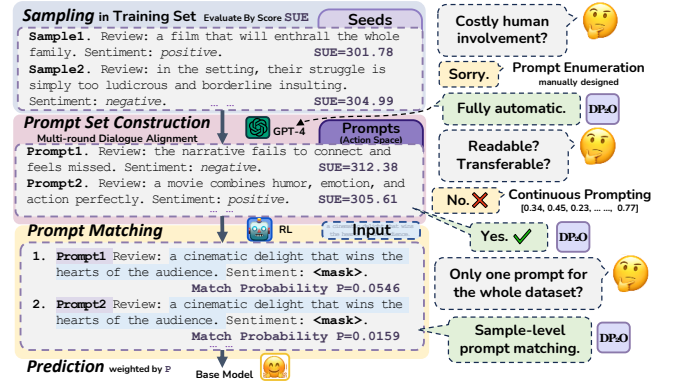 Sampling in Training Set Evaluate By Score SUE Seeds
Sample1. Review: a film that will enthrall the whole
family. Sentiment: positive. SUE=301.78
Sample2. Review: in the setting, their struggle is
simply too ludicrous and borderline insulting.
Sentiment: negative. … … SUE=304.99
Prompt Set Construction
Multi-round Dialogue Alignment
GPT-4
Prompts
(Action Space)
Prompt1. Review: the narrative fails to connect and
feels missed. Sentiment: negative. SUE=312.38
Prompt2. Review: a movie combines humor, emotion, and
action perfectly. Sentiment: positive. SUE=305.61
… …
Prompt Matching
RL
Input
1. Prompt1 Review: a cinematic delight that wins the
hearts of the audience. Sentiment: <mask>.
Match Probability P=0.0546
2. Prompt2 Review: a cinematic delight that wins the
hearts of the audience. Sentiment: <mask>.
Match Probability P=0.0159
… …
Prediction weighted by P
Base Model
Costly human
involvement?
Sorry.
Prompt Enumeration
manually designed
Fully automatic.
DP2O
Readable?
Transferable?
No.
Continuous Prompting
[0.34, 0.45, 0.23, ... ..., 0.77]
Yes.
DP2O
Only one prompt for
the whole dataset?
Sample-level
prompt matching.
DP2O